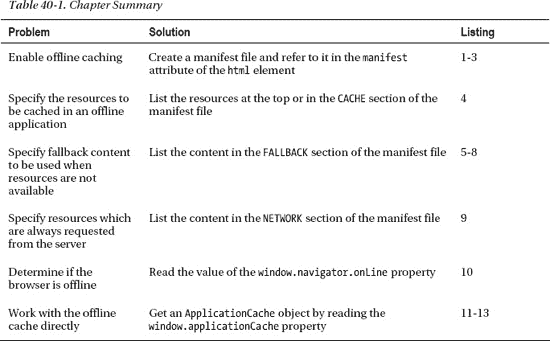 Table 40-1. Chapter Summary
Problem Solution Listing
Enable offline caching Create a manifest file and refer to it in the manifest 1-3
attribute of the html element
Specify the resources to List the resources at the top or in the CACHE section of the 4
be cached in an offline manifest file
application
Specify fallback content List the content in the FALLBACK section of the manifest file 5-8
to be used when
resources are not
available
Specify resources which List the content in the NETWORK section of the manifest file 9
are always requested
from the server
Determine if the Read the value of the window.navigator.onLine property 10
browser is offline
Work with the offline Get an ApplicationCache object by reading the 11-13
cache directly window.applicationCache property